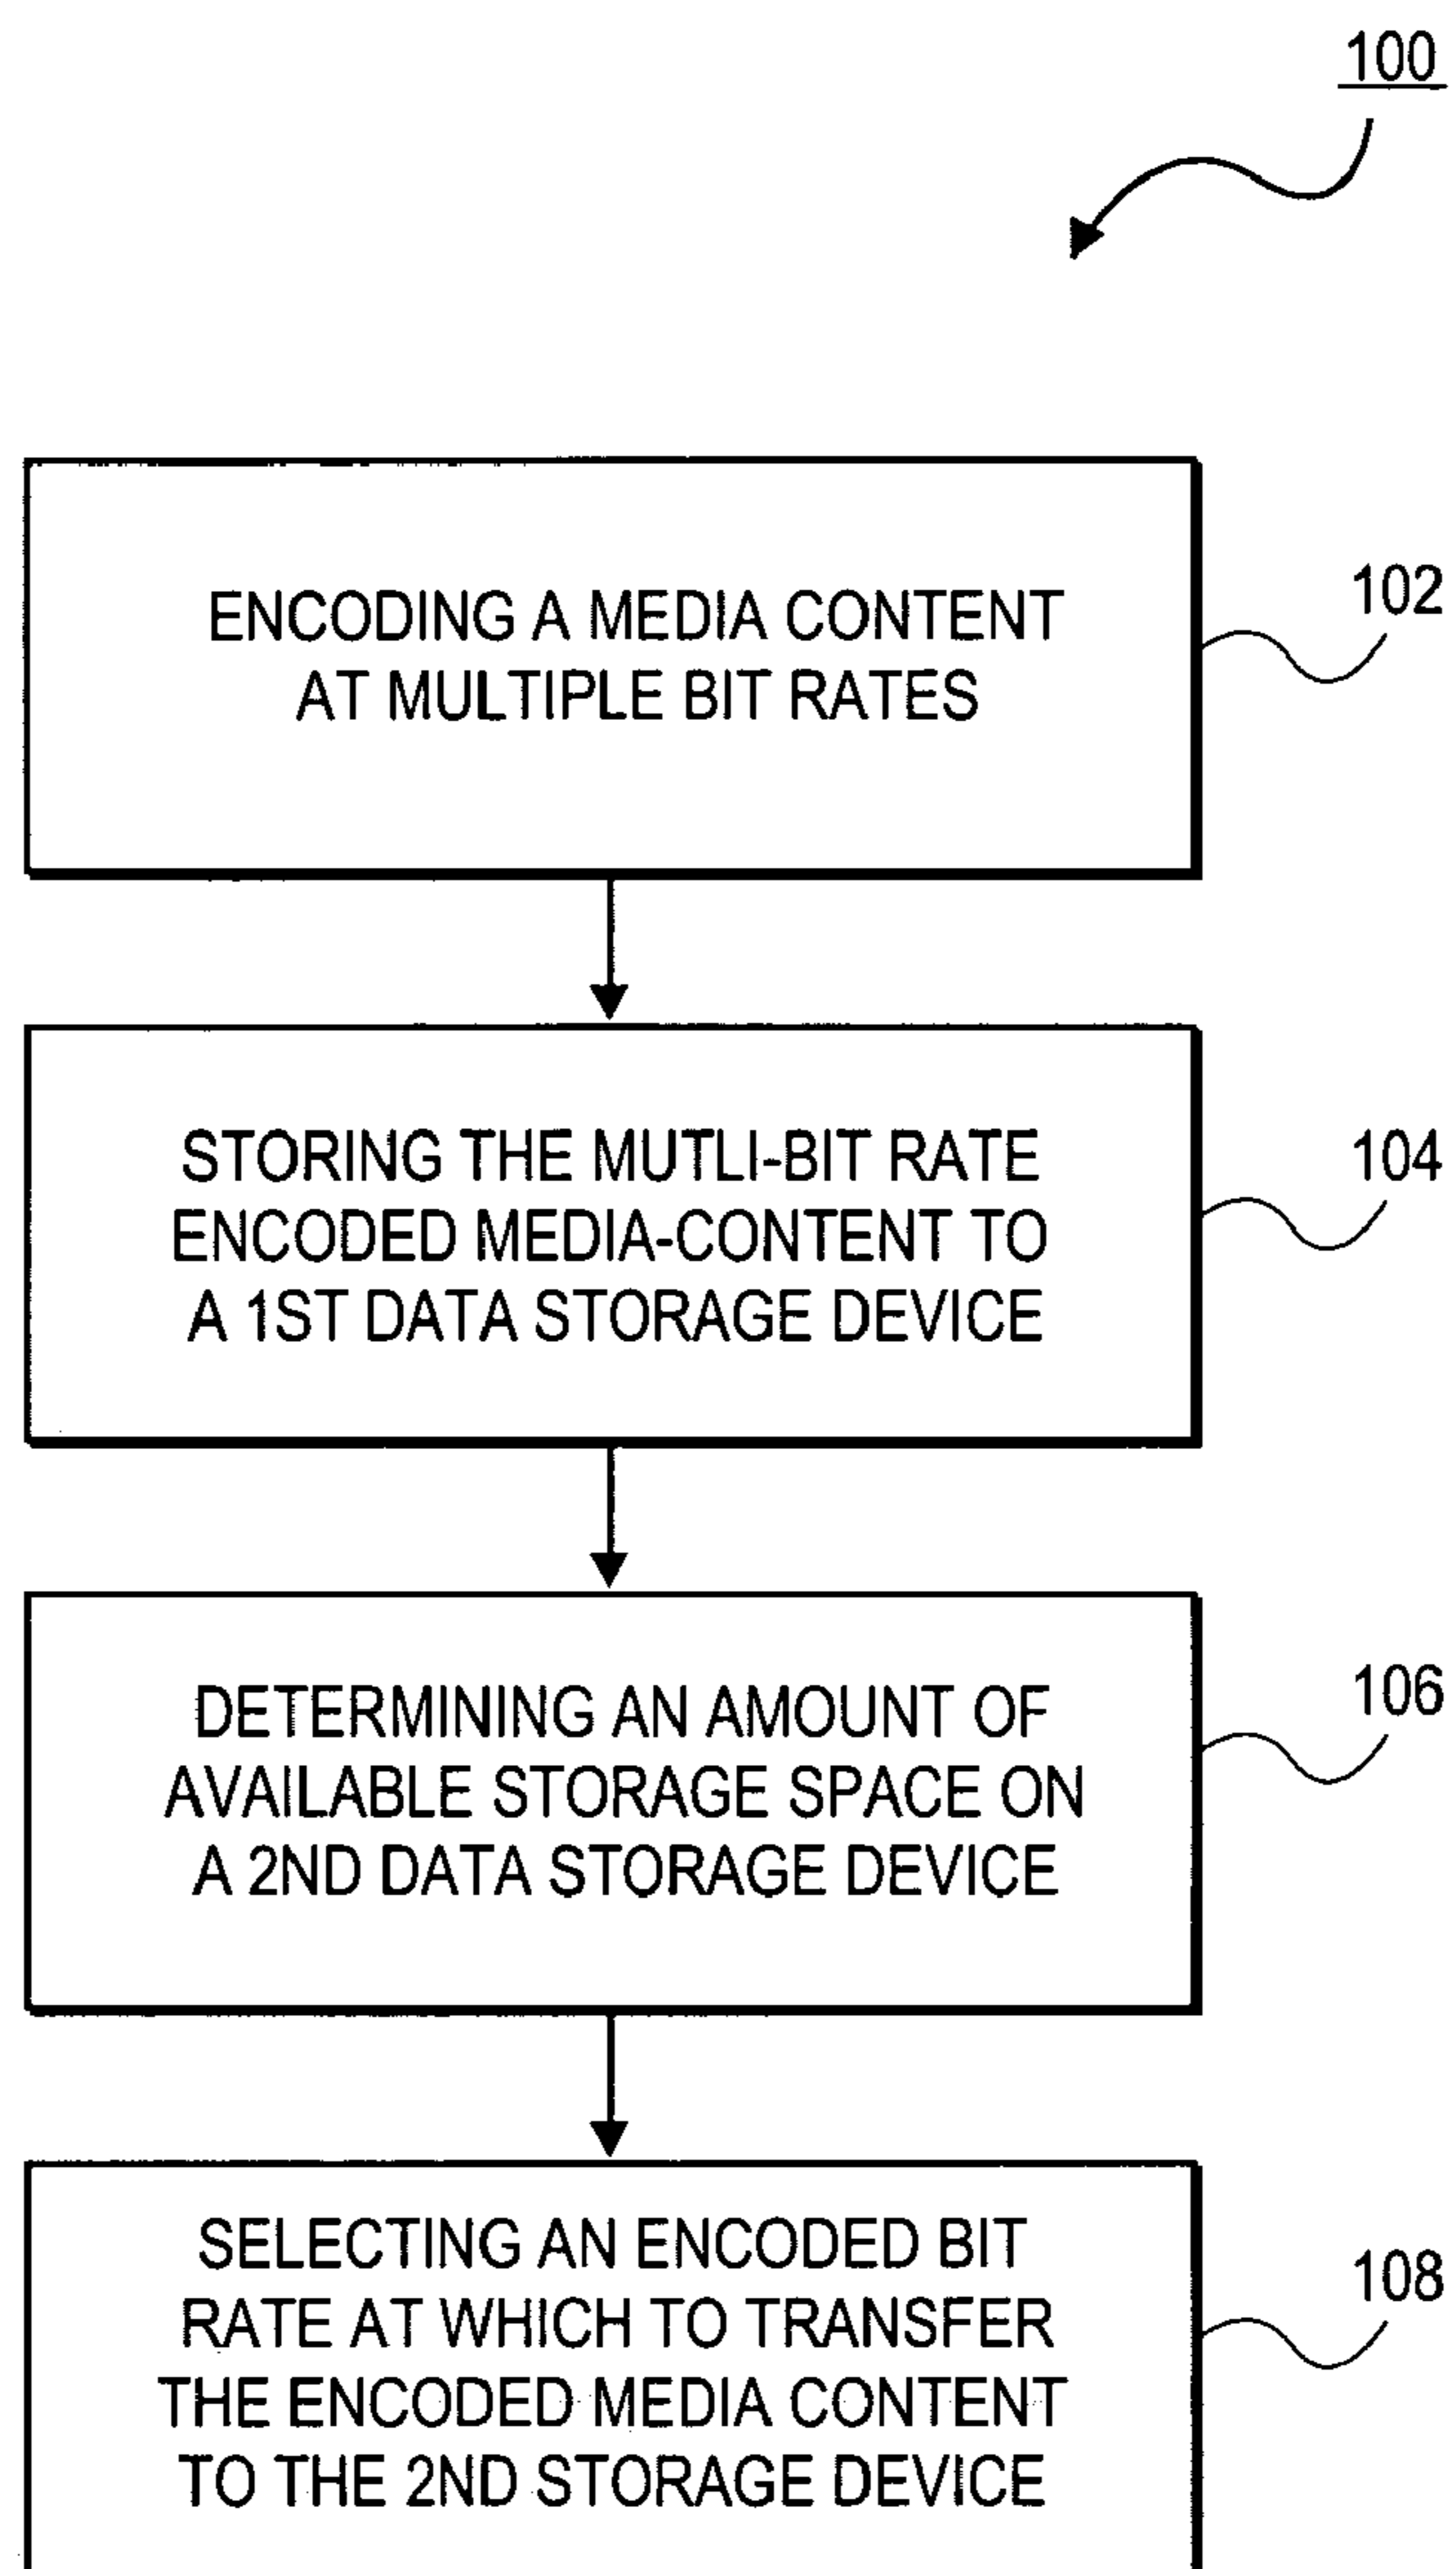 100
ENCODING A MEDIA CONTENT
AT MULTIPLE BIT RATES
102
STORING THE MUTLI-BIT RATE
ENCODED MEDIA-CONTENT TO
A 1ST DATA STORAGE DEVICE
104
DETERMINING AN AMOUNT OF
AVAILABLE STORAGE SPACE ON
A 2ND DATA STORAGE DEVICE
106
SELECTING AN ENCODED BIT
RATE AT WHICH TO TRANSFER
THE ENCODED MEDIA CONTENT
TO THE 2ND STORAGE DEVICE
108